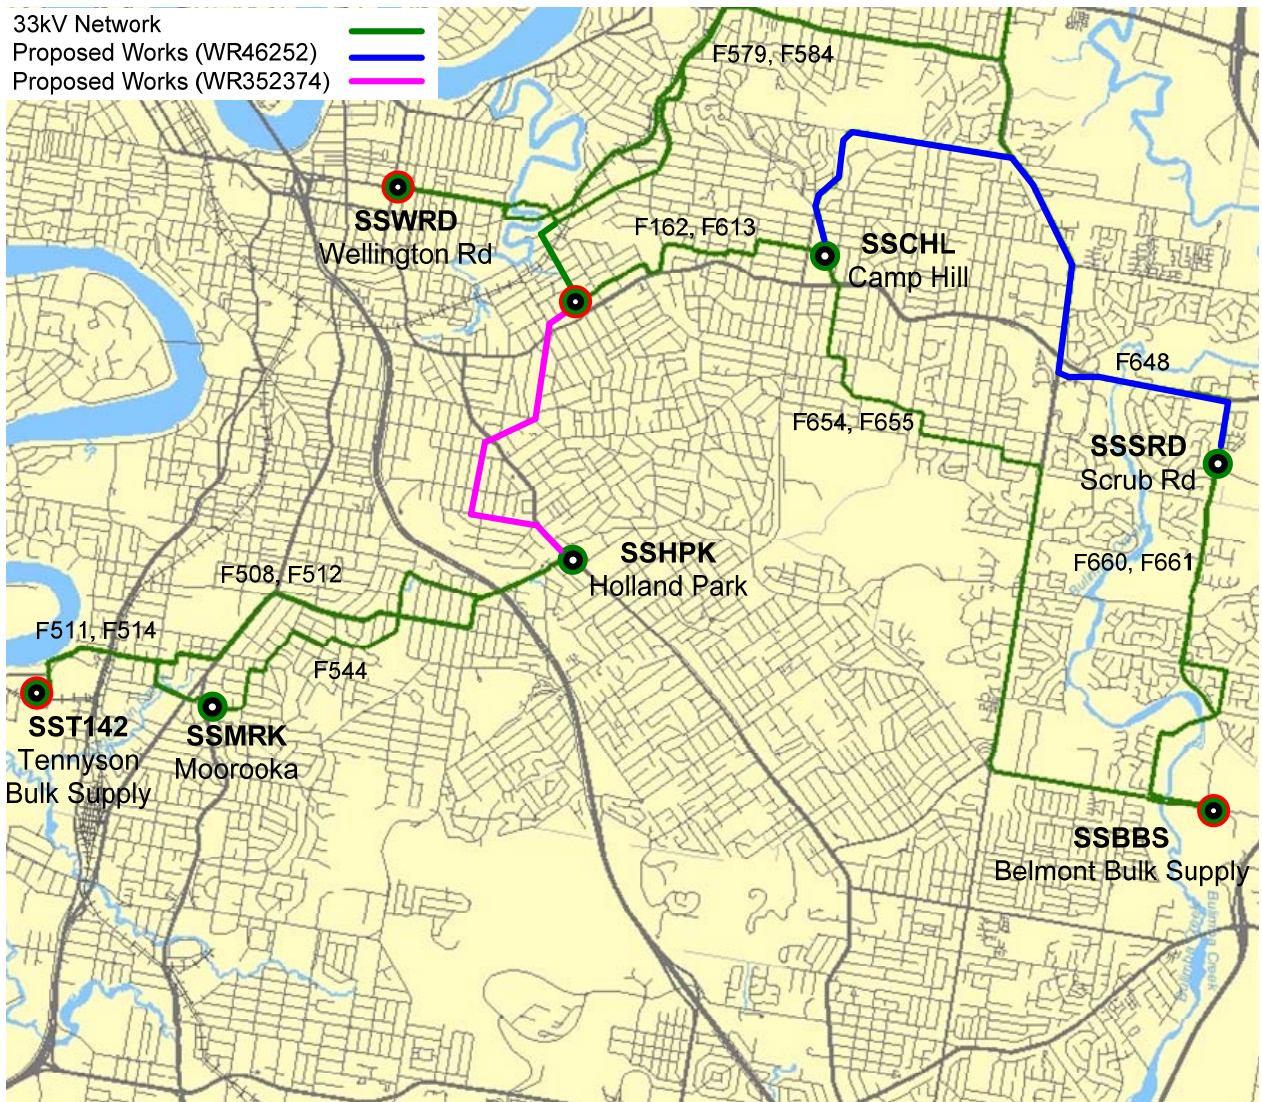 33kV Network
Proposed Works (WR46252)
Proposed Works (WR352374)
F579, F584
SSWRD
Wellington Rd
F162, F613
SSCHL
Camp Hill
F648
F654, F655
SSSRD
Scrub Rd
SSHPK
Holland Park
F660, F661
F508, F512
F511, F514
F544
SST142
Tennyson
Bulk Supply
SSMRK
Moorooka
SSBBS
Belmont Bulk Supply
Bulimba Creek